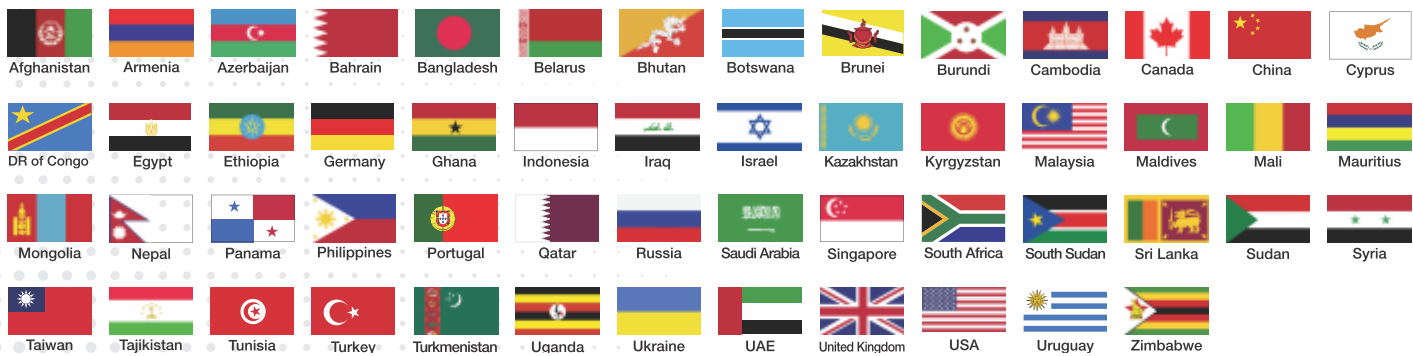 Afghanistan Armenia Azerbaijan Bahrain Bangladesh Belarus Bhutan Botswana Brunei Burundi Cambodia Canada China Cyprus
DR of Congo Egypt Ethiopia Germany Ghana Indonesia Iraq Israel Kazakhstan Kyrgyzstan Malaysia Maldives Mali Mauritius
Mongolia Nepal Panama Philippines Portugal Qatar Russia Saudi Arabia Singapore South Africa South Sudan Sri Lanka Sudan Syria
Taiwan Tajikistan Tunisia Turkey Turkmenistan Uganda Ukraine UAE United Kingdom USA Uruguay Zimbabwe